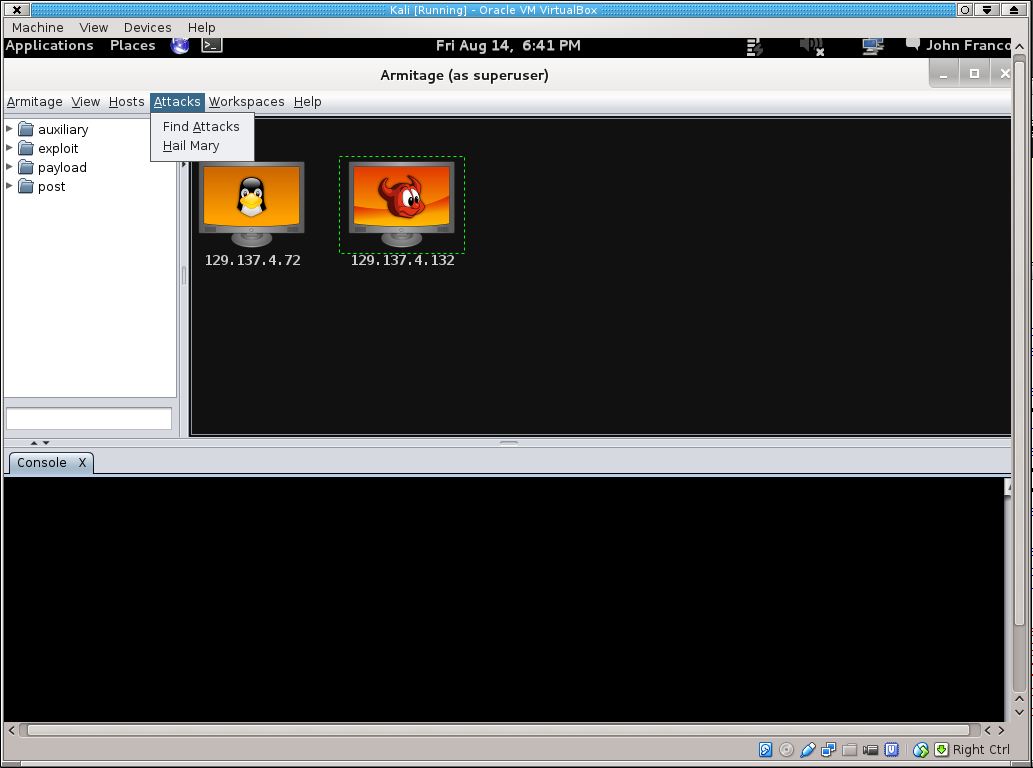 Kali [Running] - Oracle VM VirtualBox
Machine View Devices Help
Applications Places Fri Aug 14, 6:41 PM John Franco
Armitage (as superuser)
Armitage View Hosts Attacks Workspaces Help
Find Attacks
Hail Mary
auxiliary
exploit
payload
post
129.137.4.72 129.137.4.132
Console X
Right Ctrl